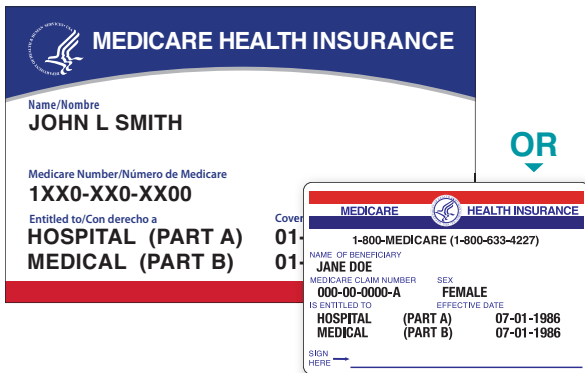 MEDICARE HEALTH INSURANCE
Name/Nombre
JOHN L SMITH
Medicare Number/Número de Medicare
1XX0-XX0-XX00
Entitled to/Con derecho a Cover
HOSPITAL (PART A) 01-
MEDICAL (PART B) 01-
OR
MEDICARE HEALTH INSURANCE
1-800-MEDICARE (1-800-633-4227)
NAME OF BENEFICIARY
JANE DOE
MEDICARE CLAIM NUMBER SEX
000-00-0000-A FEMALE
IS ENTITLED TO EFFECTIVE DATE
HOSPITAL (PART A) 07-01-1986
MEDICAL (PART B) 07-01-1986
SIGN
HERE